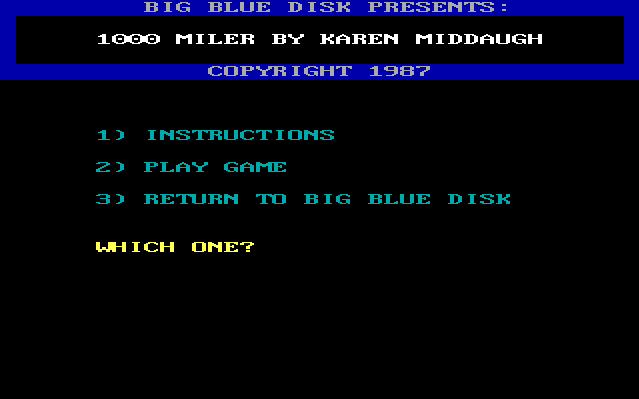 BIG BLUE DISK PRESENTS:
1000 MILER BY KAREN MIDDAUGH
COPYRIGHT 1987
1) INSTRUCTIONS
2) PLAY GAME
3) RETURN TO BIG BLUE DISK
WHICH ONE?